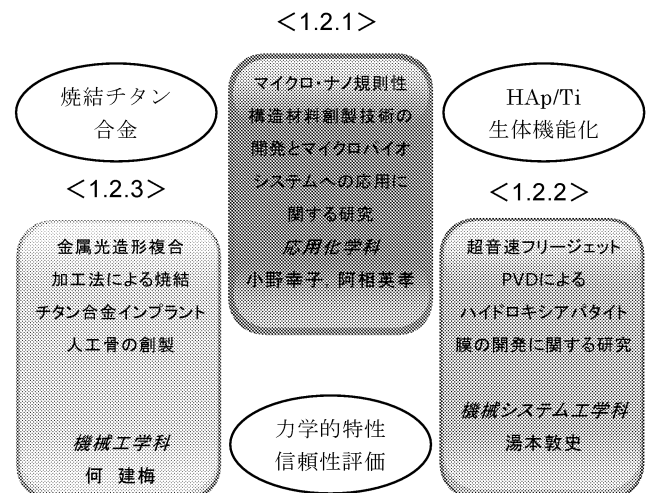 <1.2.1>
マイクロ・ナノ規則性
構造材料創製技術の
開発とマイクロバイオ
システムへの応用に
関する研究
応用化学科
小野幸子, 阿相英孝
焼結チタン
合金
HAp/Ti
生体機能化
<1.2.3>
金属光造形複合
加工法による焼結
チタン合金インプラント
人工骨の創製
機械工学科
何 建梅
<1.2.2>
超音速フリージェット
PVDによる
ハイドロキシアパタイト
膜の開発に関する研究
機械システム工学科
湯本敦史
力学的特性
信頼性評価